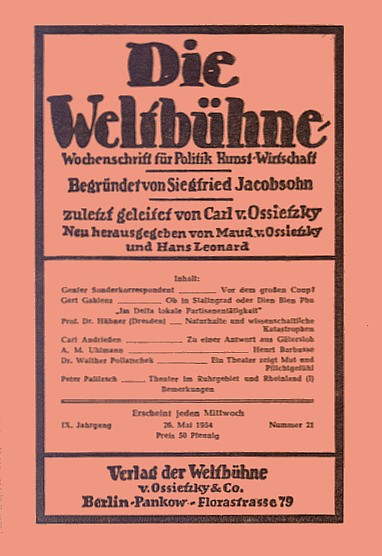 Die
Weltbühne
Wochenschrift für Politik Kunst-Wirtschaft
Begründet von Siegfried Jacobsohn
zuletzt geleitet von Carl v. Ossietzky
Neu herausgegeben von Maud v. Ossietzky
und Hans Leonard
Inhalt:
Genfer Sonderkorrespondent Vor dem großen Coup?
Gert Gablenz Ob in Stalingrad oder Dien Bien Phu
„Im Delta lokale Partisanentätigkeit"
Prof. Dr. Hübner (Dresden) Naturhafte und wissenschaftliche
Katastrophen
Carl Andrießen Zu einer Antwort aus Gütersloh
A. M. Uhlmann Henri Barbusse
Dr. Walther Pollatschek Ein Theater zeigt Mut und
Pflichtgefühl
Peter Palitzsch Theater im Ruhrgebiet und Rheinland (I)
Bemerkungen
Erscheint jeden Mittwoch
IX. Jahrgang 26. Mai 1954 Nummer 21
Preis 50 Pfennig
Verlag der Weltbühne
v. Ossietzky & Co.
Berlin-Pankow - Florastrasse 79